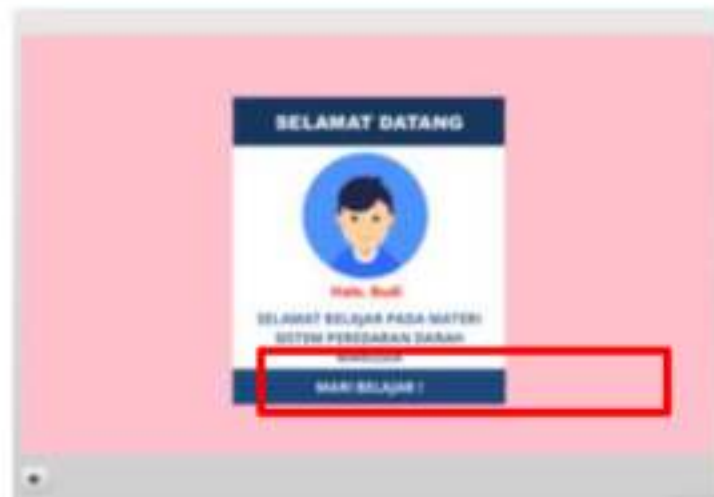 SELAMAT DATANG
Halo, Budi
SELAMAT BELAJAR PADA MATERI
SISTEM PEREDARAN DARAH
MARI BELAJAR !